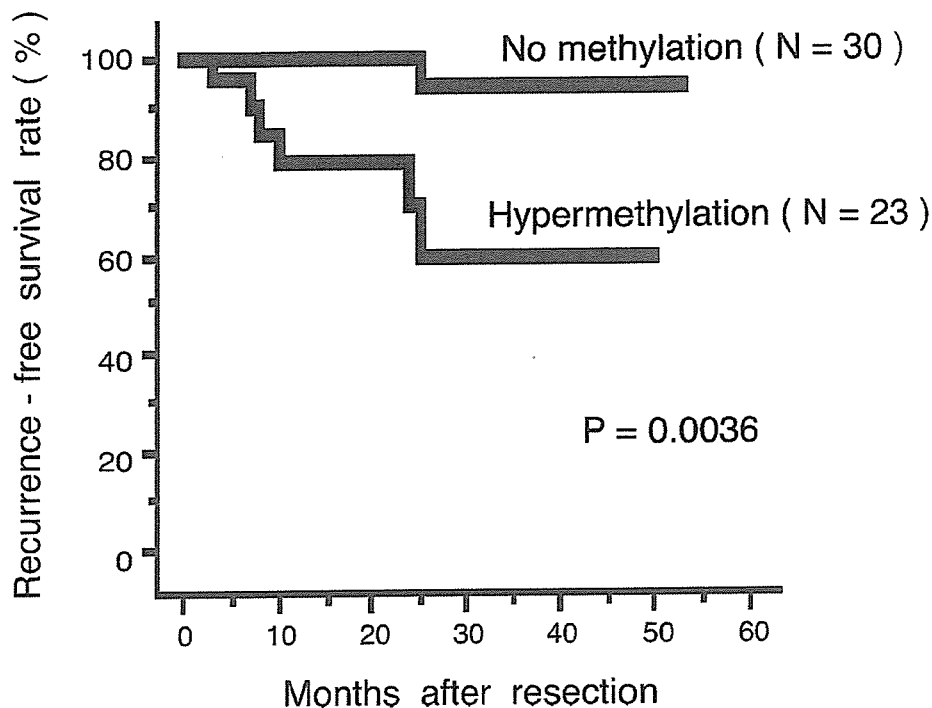 Recurrence - free survival rate ( % )
100
80
60
40
20
0
No methylation ( N = 30 )
Hypermethylation ( N = 23 )
P = 0.0036
0 10 20 30 40 50 60
Months after resection